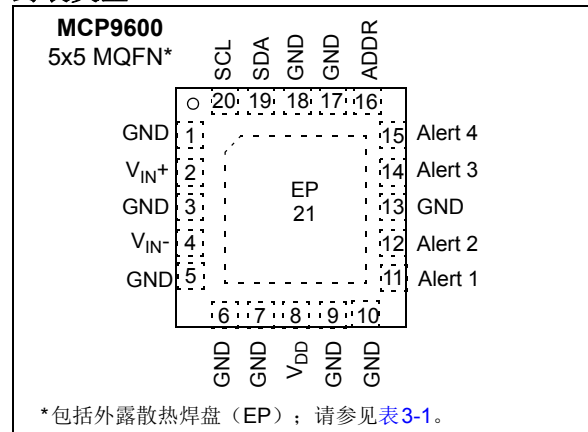 MCP9600
5x5 MQFN*
SCL SDA GND GND ADDR
20 19 18 17 16
GND 1 15 Alert 4
VIN+ 2 14 Alert 3
EP
21
GND 3 13 GND
VIN- 4 12 Alert 2
GND 5 11 Alert 1
6 7 8 9 10
GND GND VDD GND GND
*包括外露散热焊盘（EP）；请参见表3-1。